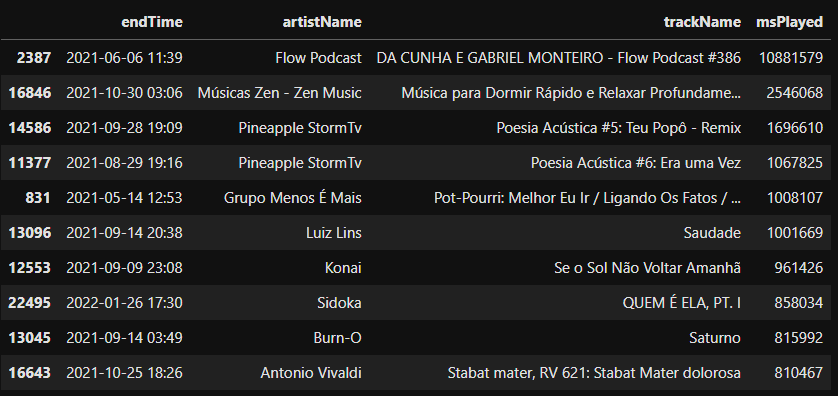 endTime artistName trackName msPlayed
2387 2021-06-06 11:39 Flow Podcast DA CUNHA E GABRIEL MONTEIRO - Flow Podcast #386 10881579
16846 2021-10-30 03:06 Músicas Zen - Zen Music Música para Dormir Rápido e Relaxar Profundame... 2546068
14586 2021-09-28 19:09 Pineapple StormTv Poesia Acústica #5: Teu Popô - Remix 1696610
11377 2021-08-29 19:16 Pineapple StormTv Poesia Acústica #6: Era uma Vez 1067825
831 2021-05-14 12:53 Grupo Menos É Mais Pot-Pourri: Melhor Eu Ir / Ligando Os Fatos / ... 1008107
13096 2021-09-14 20:38 Luiz Lins Saudade 1001669
12553 2021-09-09 23:08 Konai Se o Sol Não Voltar Amanhã 961426
22495 2022-01-26 17:30 Sidoka QUEM É ELA, PT. I 858034
13045 2021-09-14 03:49 Burn-O Saturno 815992
16643 2021-10-25 18:26 Antonio Vivaldi Stabat mater, RV 621: Stabat Mater dolorosa 810467